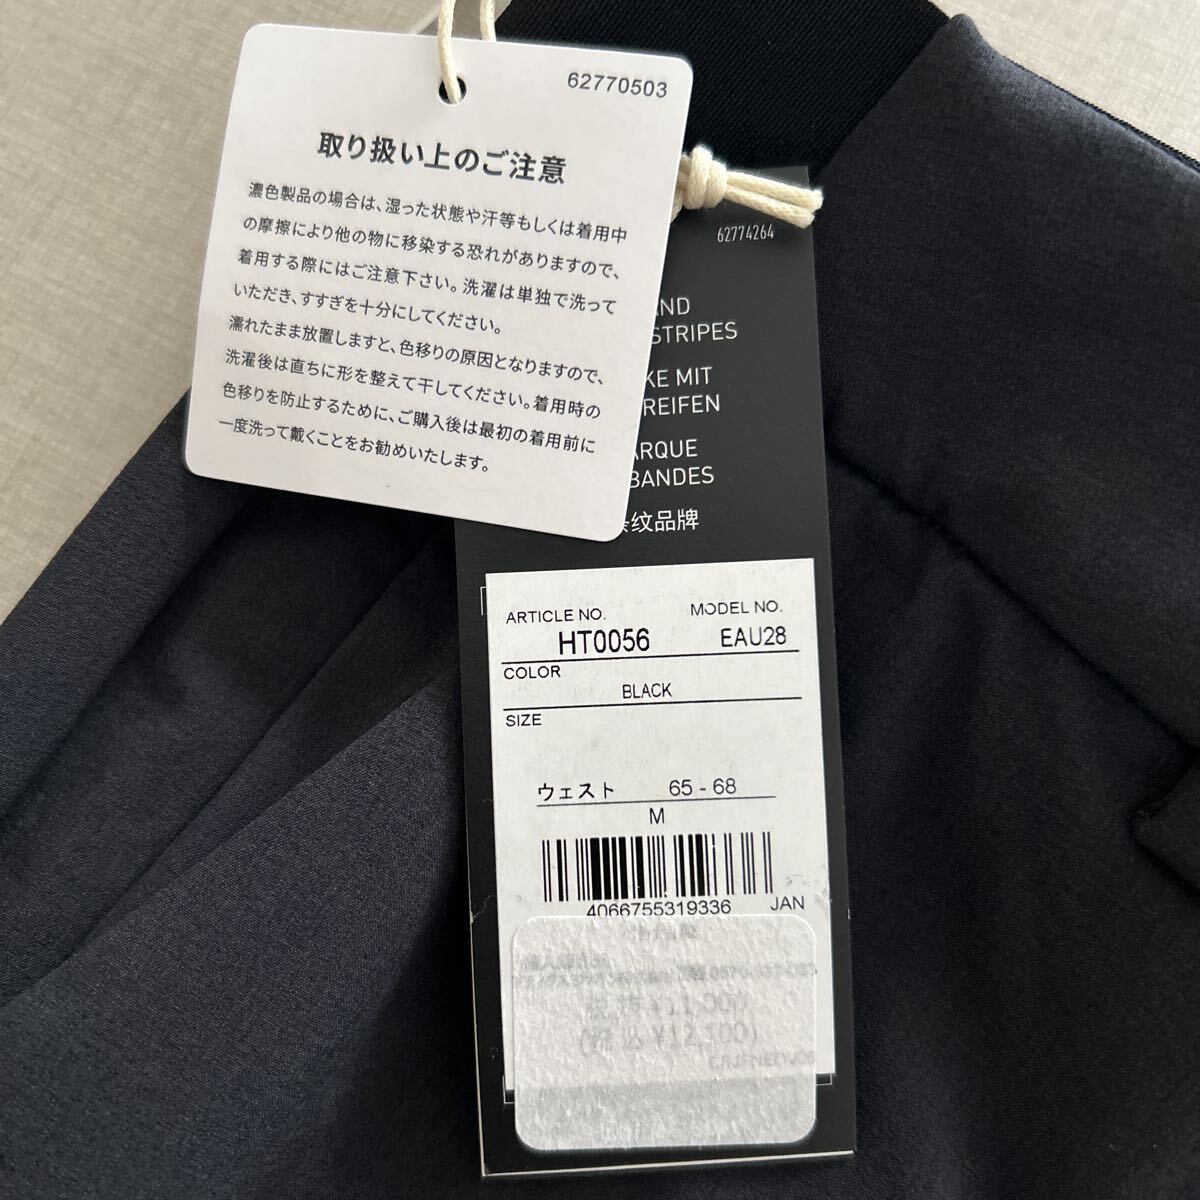 62770503
取り扱い上のご注意
濃色製品の場合は、湿った状態や汗等もしくは着用中
の摩擦により他の物に移染する恐れがありますので、
着用する際にはご注意下さい。洗濯は単独で洗って
いただき、すすぎを十分にしてください。
濡れたまま放置しますと、色移りの原因となりますので、
洗濯後は直ちに形を整えて干してください。着用時の
色移りを防止するために、ご購入後は最初の着用前に
一度洗って戴くことをお勧めいたします。
62774264
AND
STRIPES
KE MIT
REIFEN
ARQUE
BANDES
条纹品牌
ARTICLE NO. MODEL NO.
HT0056 EAU28
COLOR
BLACK
SIZE
ウェスト 65 - 68
M
4066755319336 JAN
税抜 ¥11,000
(税込 ¥12,100)